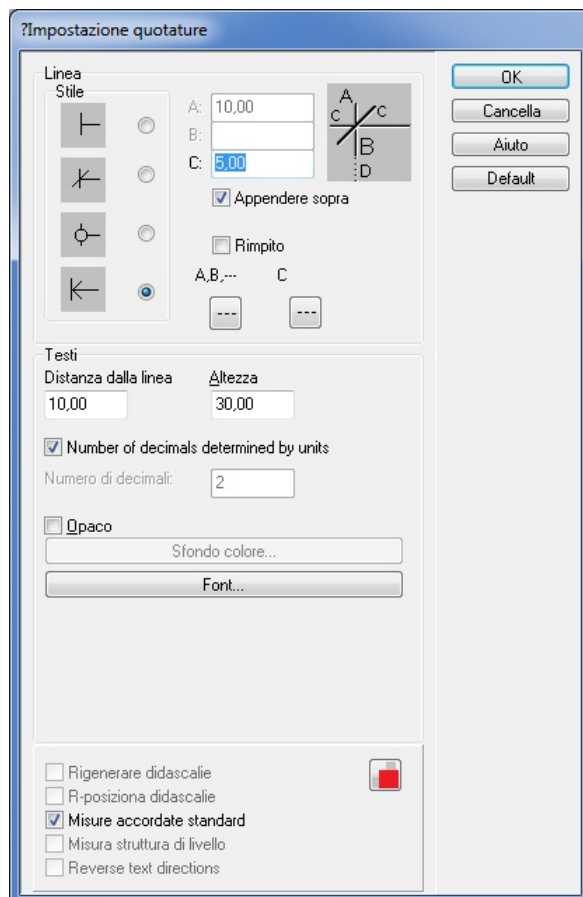 ?Impostazione quotature
Linea
Stile
A: 10,00
B:
C: 5,00
A
C C
B
D
Appendere sopra
Rimpito
A,B,--- C
--- ---
Testi
Distanza dalla linea Altezza
10,00 30,00
Number of decimals determined by units
Numero di decimali: 2
Opaco
Sfondo colore...
Font...
Rigenerare didascalie
R-posiziona didascalie
Misure accordate standard
Misura struttura di livello
Reverse text directions
OK
Cancella
Aiuto
Default